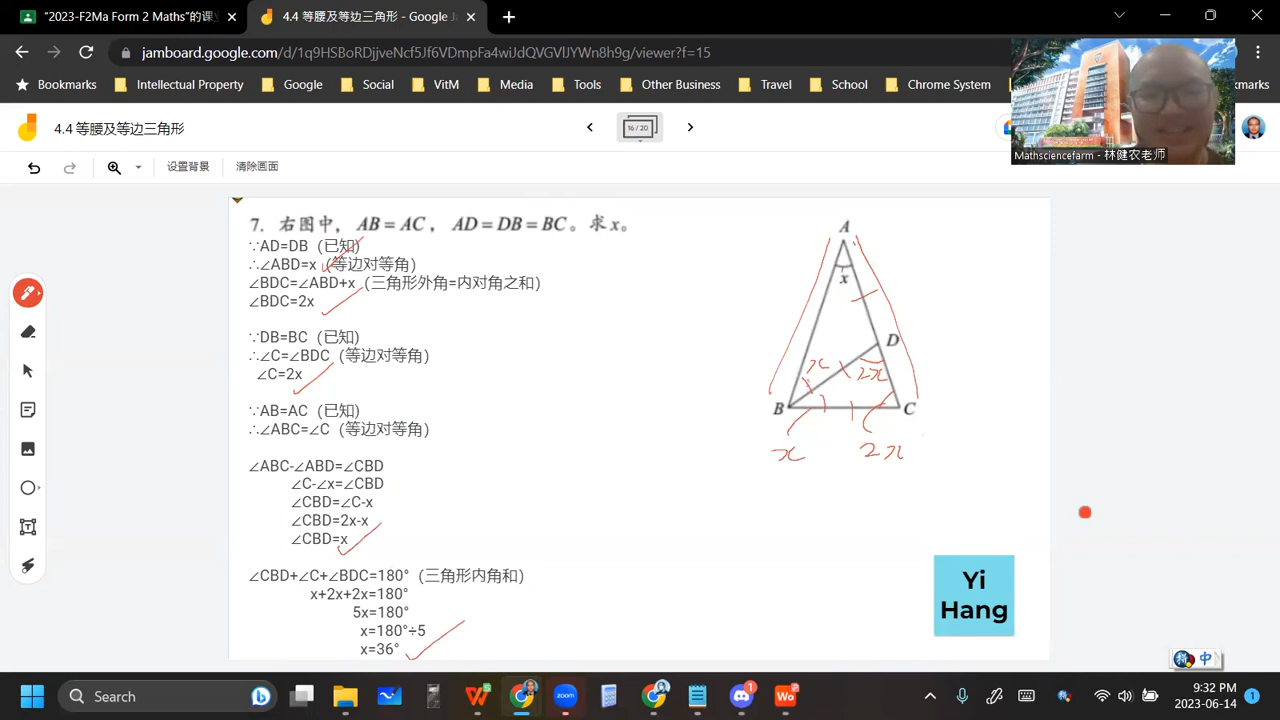 "2023-F2Ma Form 2 Maths"的课
4.4 等腰及等边三角形 - Google Ja
jamboard.google.com/
viewer?f=15
Bookmarks
Intellectual Property
Google
Social
VitM
Media
Tools
Other Business
Travel
School
Chrome System
4.4 等腰及等边三角形
16 / 20
设置背景
清除画面
Mathsciencefarm - 林健农老师
7. 右图中， AB = AC ， AD = DB = BC 。求 x。
∵AD=DB（已知）
∴∠ABD=x（等边对等角）
∠BDC=∠ABD+x（三角形外角=内对角之和）
∠BDC=2x
∵DB=BC（已知）
∴∠C=∠BDC（等边对等角）
∠C=2x
∵AB=AC（已知）
∴∠ABC=∠C（等边对等角）
∠ABC-∠ABD=∠CBD
∠C-∠x=∠CBD
∠CBD=∠C-x
∠CBD=2x-x
∠CBD=x
∠CBD+∠C+∠BDC=180°（三角形内角和）
x+2x+2x=180°
5x=180°
x=180°÷5
x=36°
A
x
D
x
2x
B
C
x
2x
Yi
Hang
中
Search
9:32 PM
2023-06-14
1